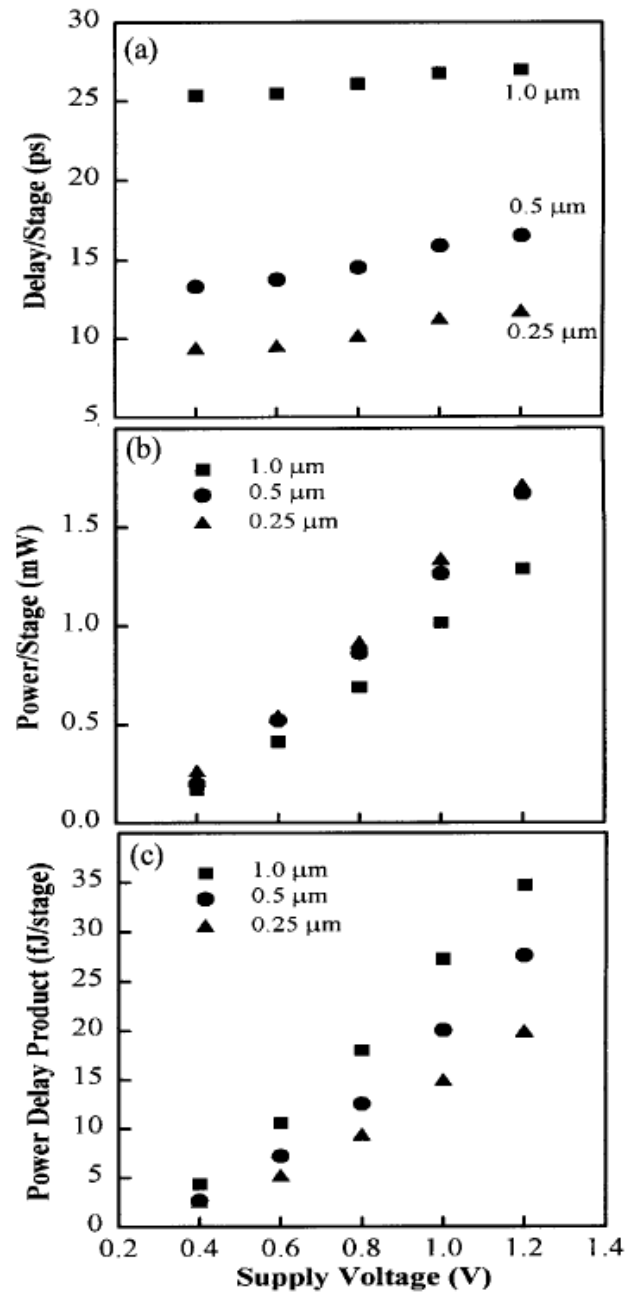 (a)
30
25
20
15
10
5
Delay/Stage (ps)
1.0 μm
0.5 μm
0.25 μm
(b)
1.0 μm
0.5 μm
0.25 μm
1.5
1.0
0.5
0.0
Power/Stage (mW)
(c)
1.0 μm
0.5 μm
0.25 μm
35
30
25
20
15
10
5
0
Power Delay Product (fJ/stage)
0.2 0.4 0.6 0.8 1.0 1.2 1.4
Supply Voltage (V)